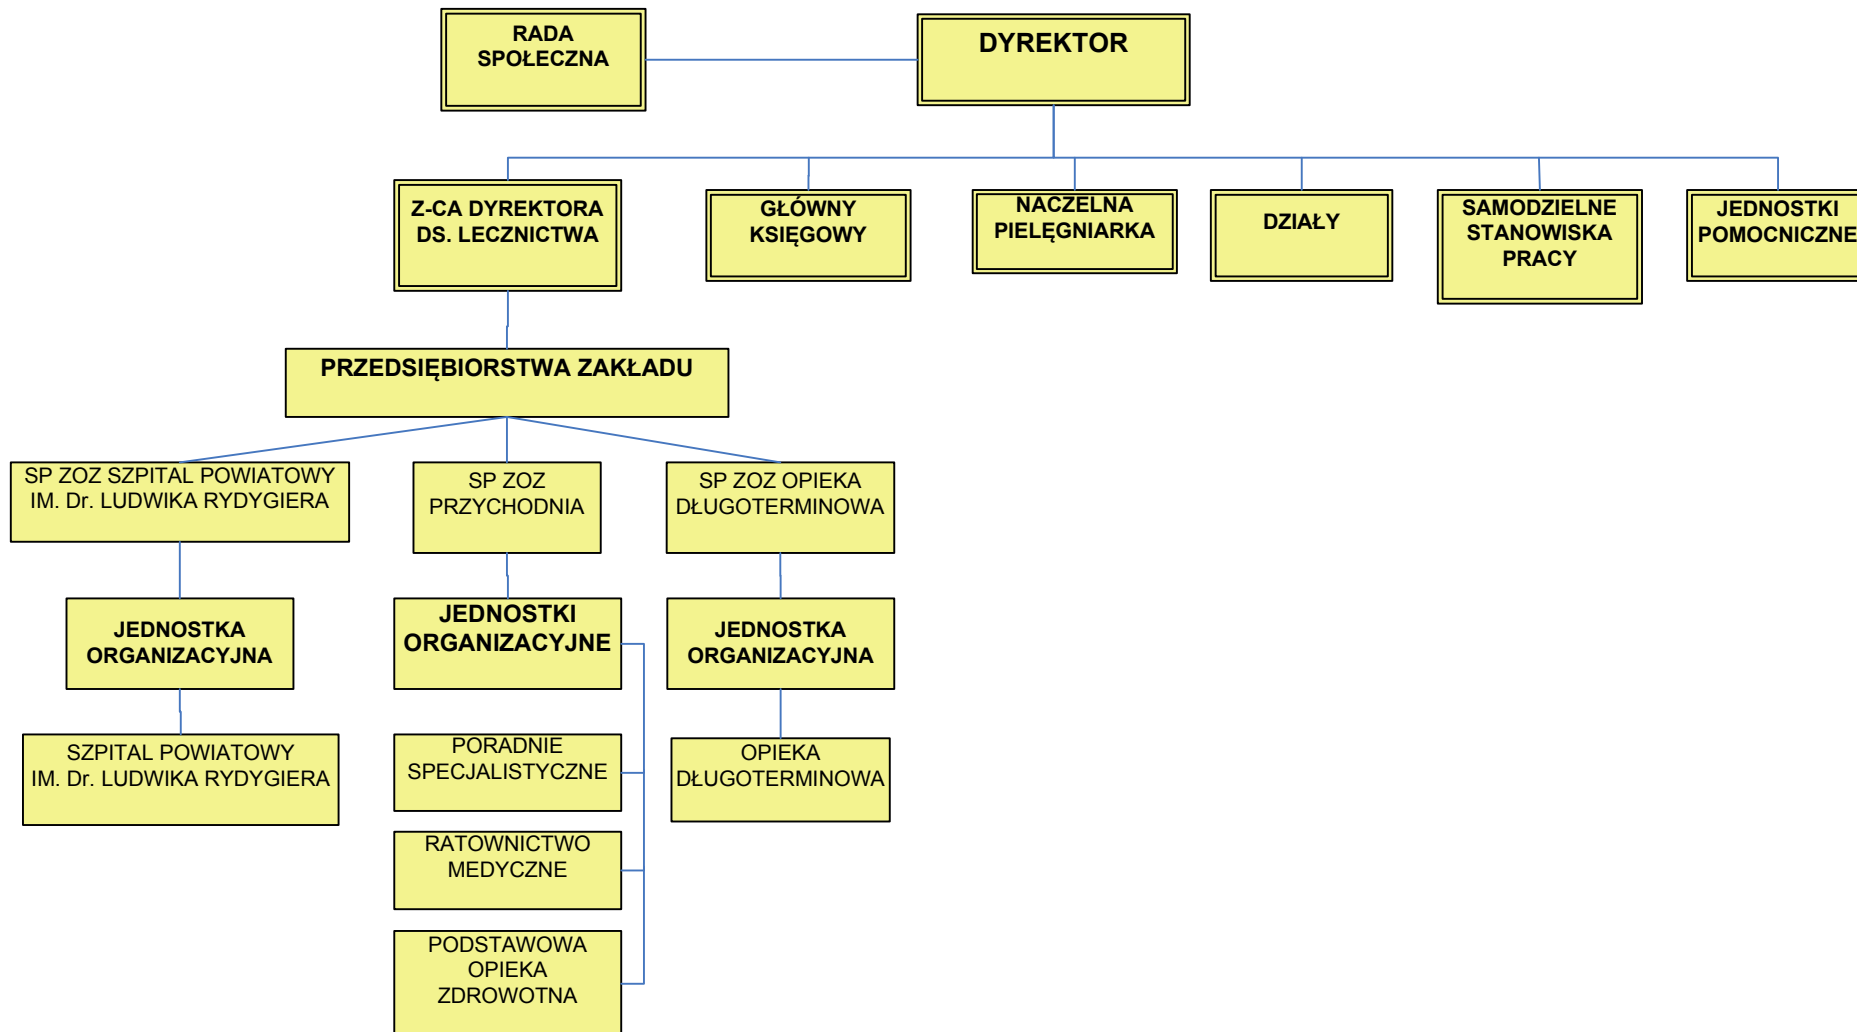 RADA
SPOŁECZNA
DYREKTOR
Z-CA DYREKTORA
DS. LECZNICTWA
GŁÓWNY
KSIĘGOWY
NACZELNA
PIELĘGNIARKA
DZIAŁY
SAMODZIELNE
STANOWISKA
PRACY
JEDNOSTKI
POMOCNICZNE
PRZEDSIĘBIORSTWA ZAKŁADU
SP ZOZ SZPITAL POWIATOWY
IM. Dr. LUDWIKA RYDYGIERA
SP ZOZ
PRZYCHODNIA
SP ZOZ OPIEKA
DŁUGOTERMINOWA
JEDNOSTKA
ORGANIZACYJNA
JEDNOSTKI
ORGANIZACYJNE
JEDNOSTKA
ORGANIZACYJNA
SZPITAL POWIATOWY
IM. Dr. LUDWIKA RYDYGIERA
PORADNIE
SPECJALISTYCZNE
OPIEKA
DŁUGOTERMINOWA
RATOWNICTWO
MEDYCZNE
PODSTAWOWA
OPIEKA
ZDROWOTNA